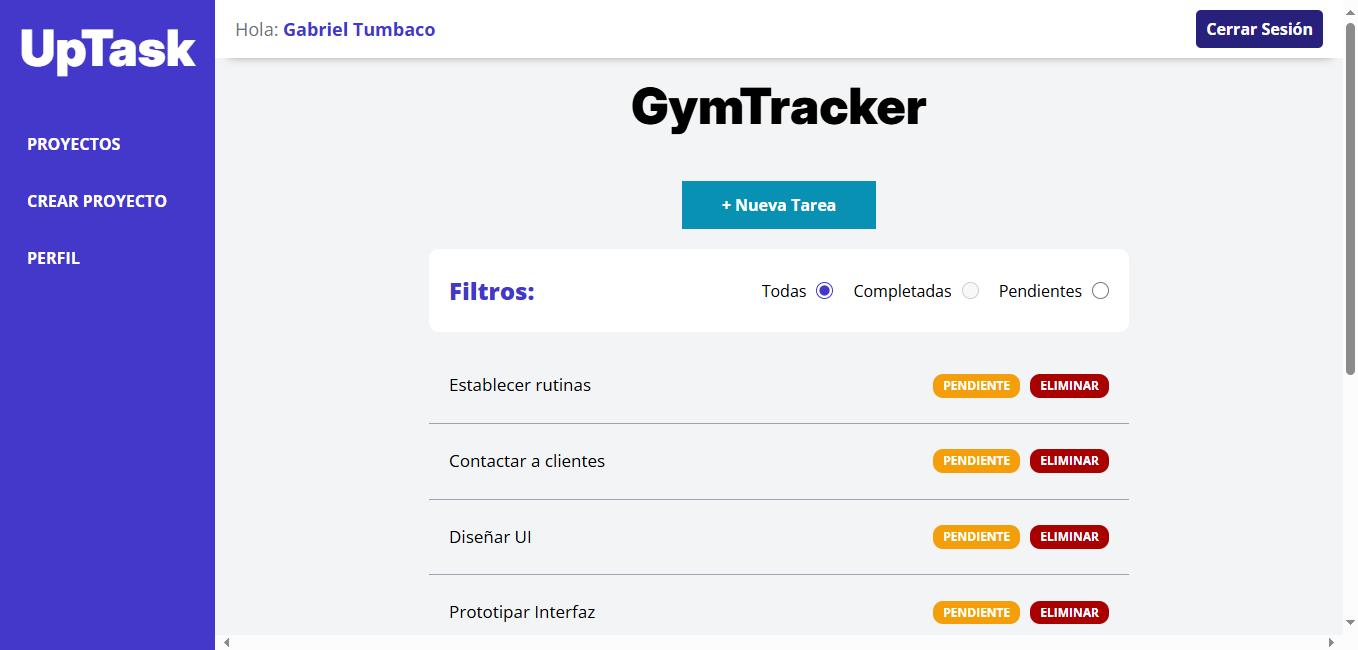 UpTask
PROYECTOS
CREAR PROYECTO
PERFIL
Hola: Gabriel Tumbaco
Cerrar Sesión
GymTracker
+ Nueva Tarea
Filtros:
Todas
Completadas
Pendientes
Establecer rutinas
PENDIENTE
ELIMINAR
Contactar a clientes
PENDIENTE
ELIMINAR
Diseñar UI
PENDIENTE
ELIMINAR
Prototipar Interfaz
PENDIENTE
ELIMINAR